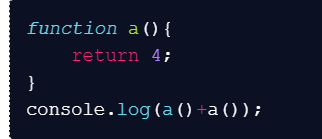 function a(){
    return 4;
}
console.log(a()+a());